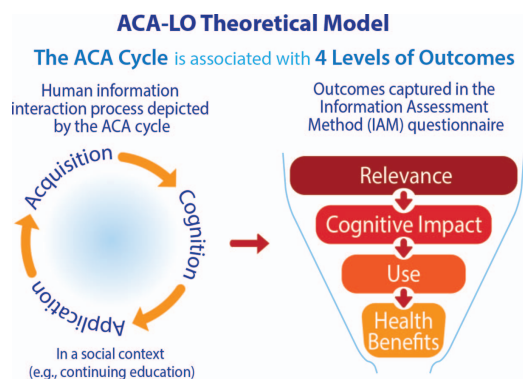 ACA-LO Theoretical Model
The ACA Cycle is associated with 4 Levels of Outcomes
Human information
interaction process depicted
by the ACA cycle
Acquisition
Cognition
Application
In a social context
(e.g., continuing education)
Outcomes captured in the
Information Assessment
Method (IAM) questionnaire
Relevance
Cognitive Impact
Use
Health
Benefits